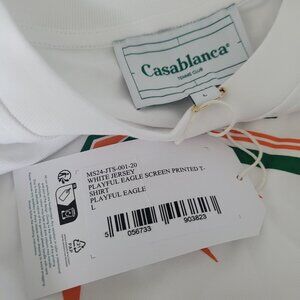 Casablanca®
TENNIS CLUB
L
MS24-JTS-001-20
WHITE JERSEY
PLAYFUL EAGLE SCREEN PRINTED T-
SHIRT
PLAYFUL EAGLE
L
5 056733 903823